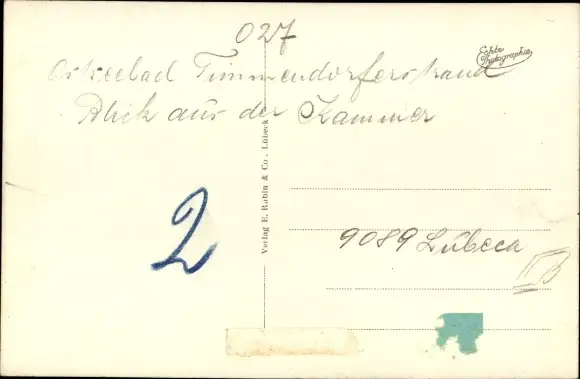 027
Echte
Photographie
Ostseebad Timmendorferstrand
Blick aus der Kammer
Verlag E. Rubin & Co., Lübeck
2
9089 Lübeck